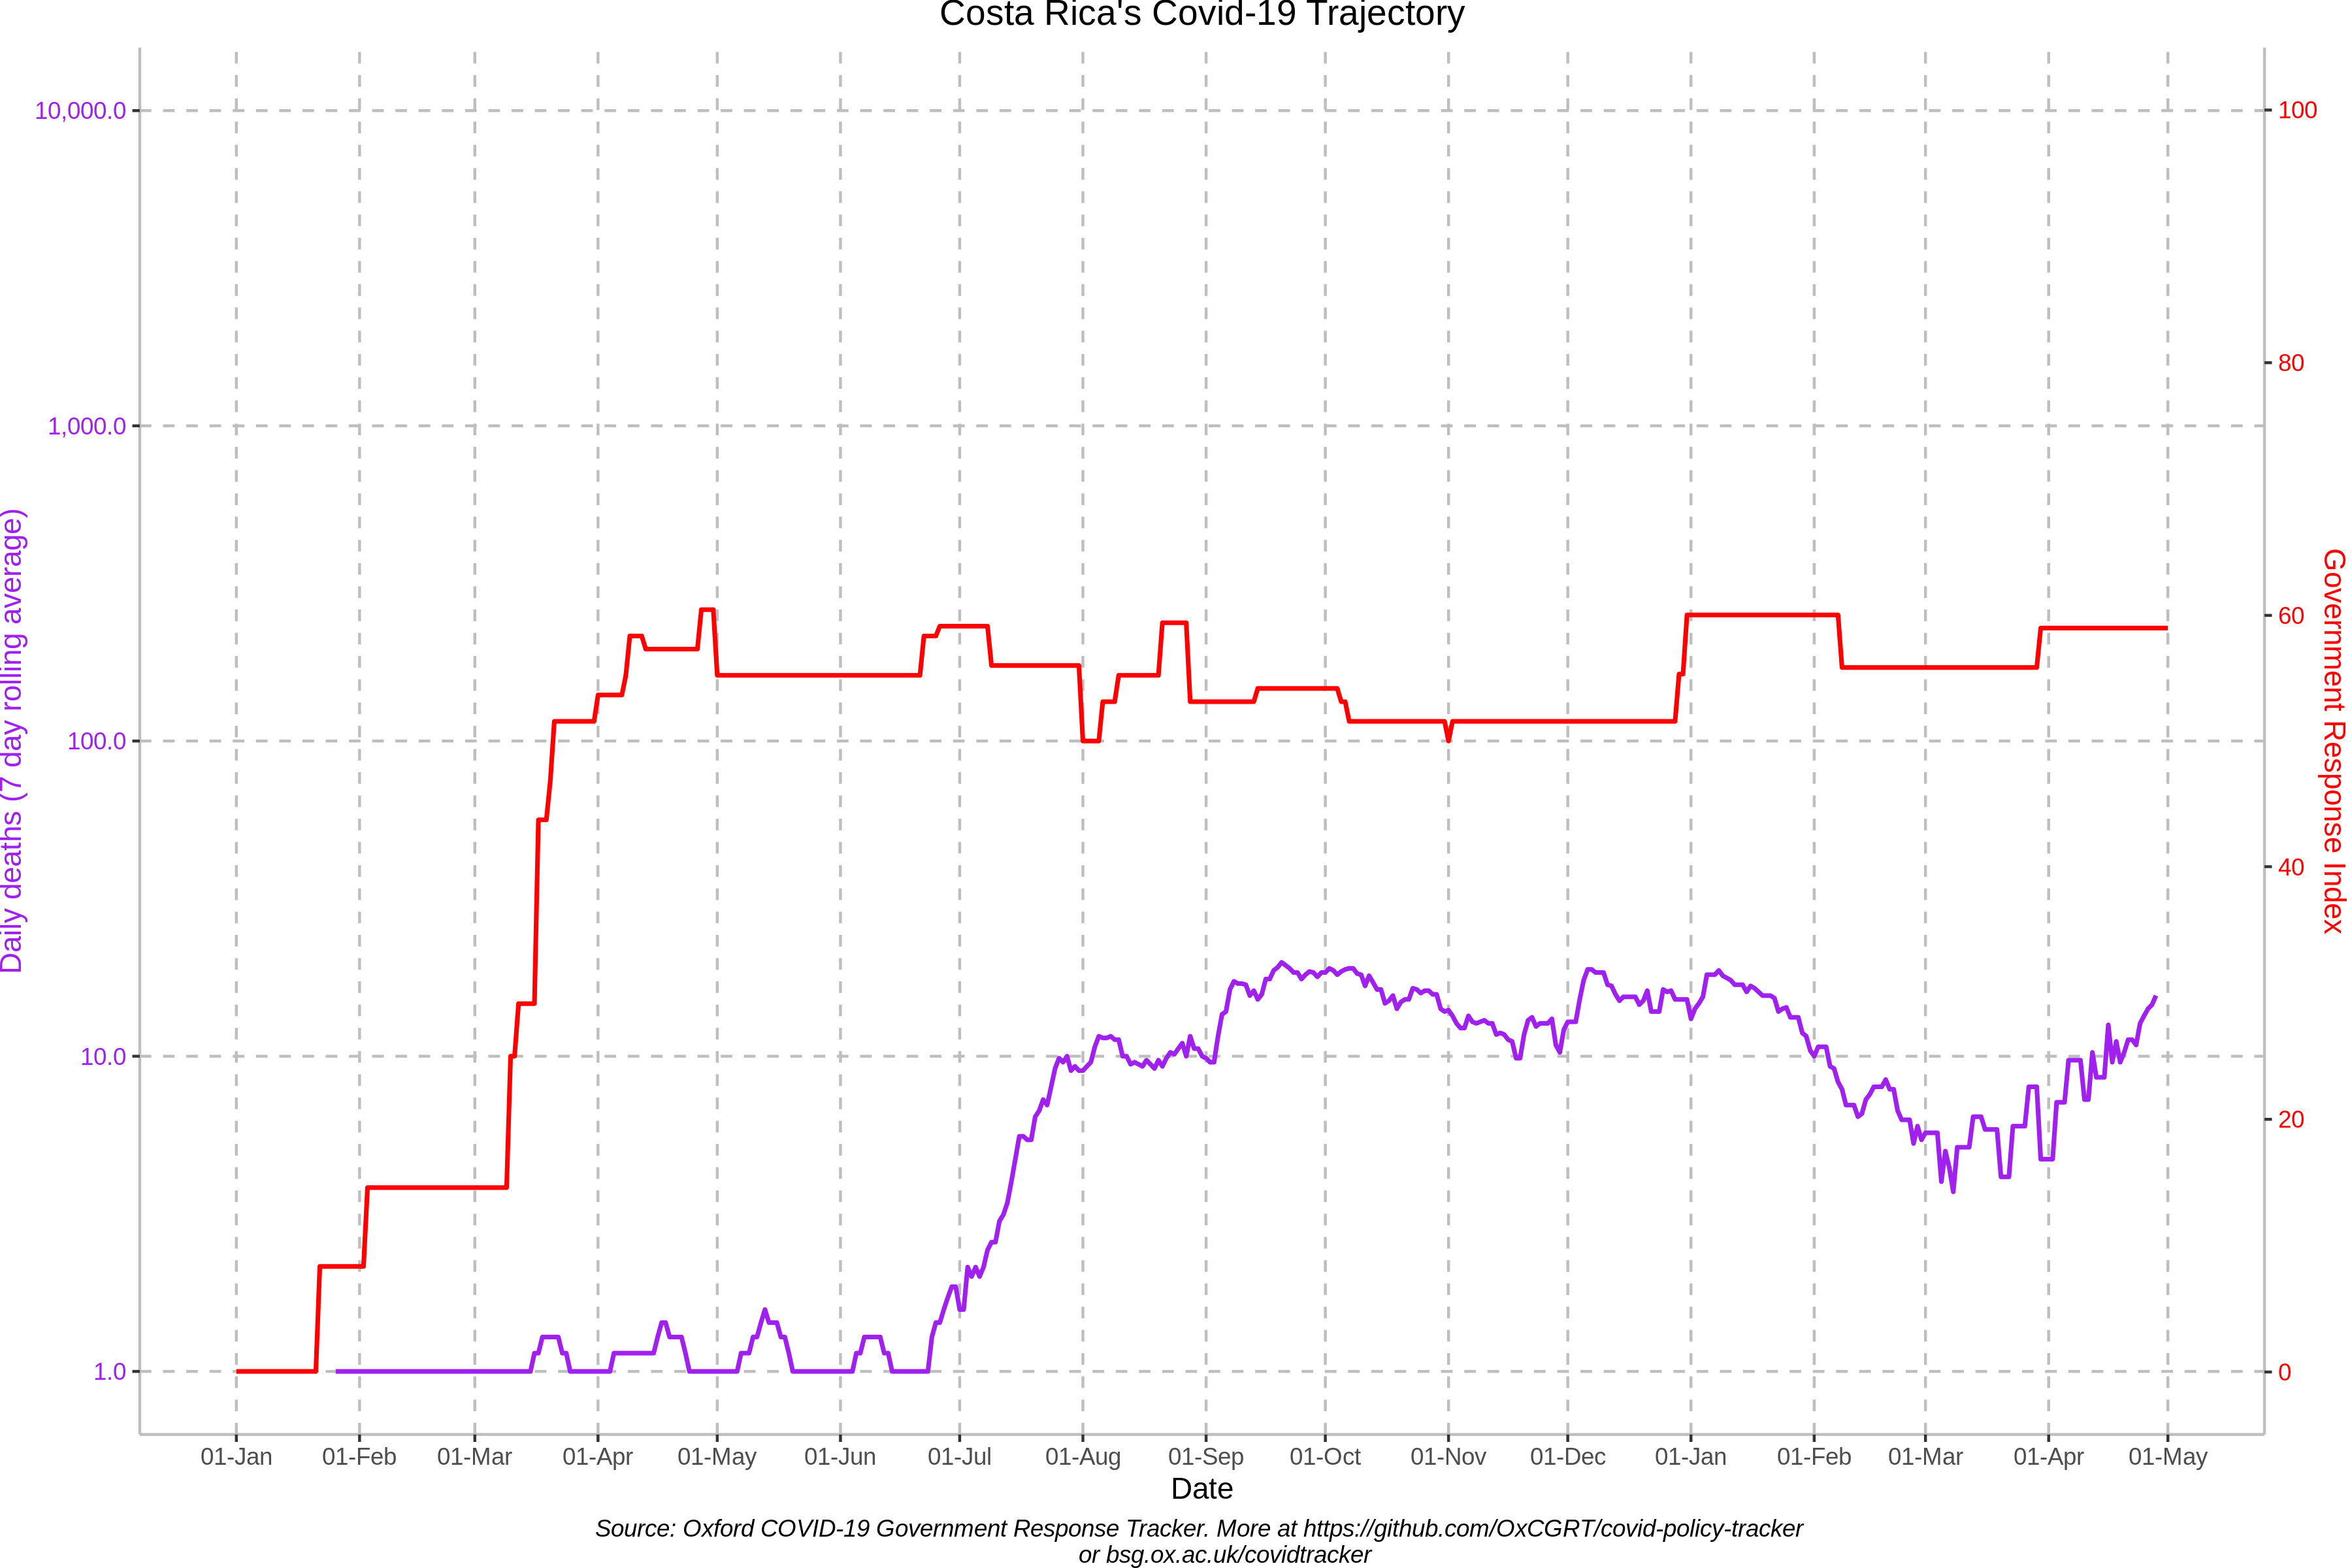 Costa Rica's Covid-19 Trajectory
10,000.0
1,000.0
100.0
10.0
1.0
Daily deaths (7 day rolling average)
100
80
60
40
20
0
Government Response Index
01-Jan 01-Feb 01-Mar 01-Apr 01-May 01-Jun 01-Jul 01-Aug 01-Sep 01-Oct 01-Nov 01-Dec 01-Jan 01-Feb 01-Mar 01-Apr 01-May
Date
Source: Oxford COVID-19 Government Response Tracker. More at https://github.com/OxCGRT/covid-policy-tracker
or bsg.ox.ac.uk/covidtracker